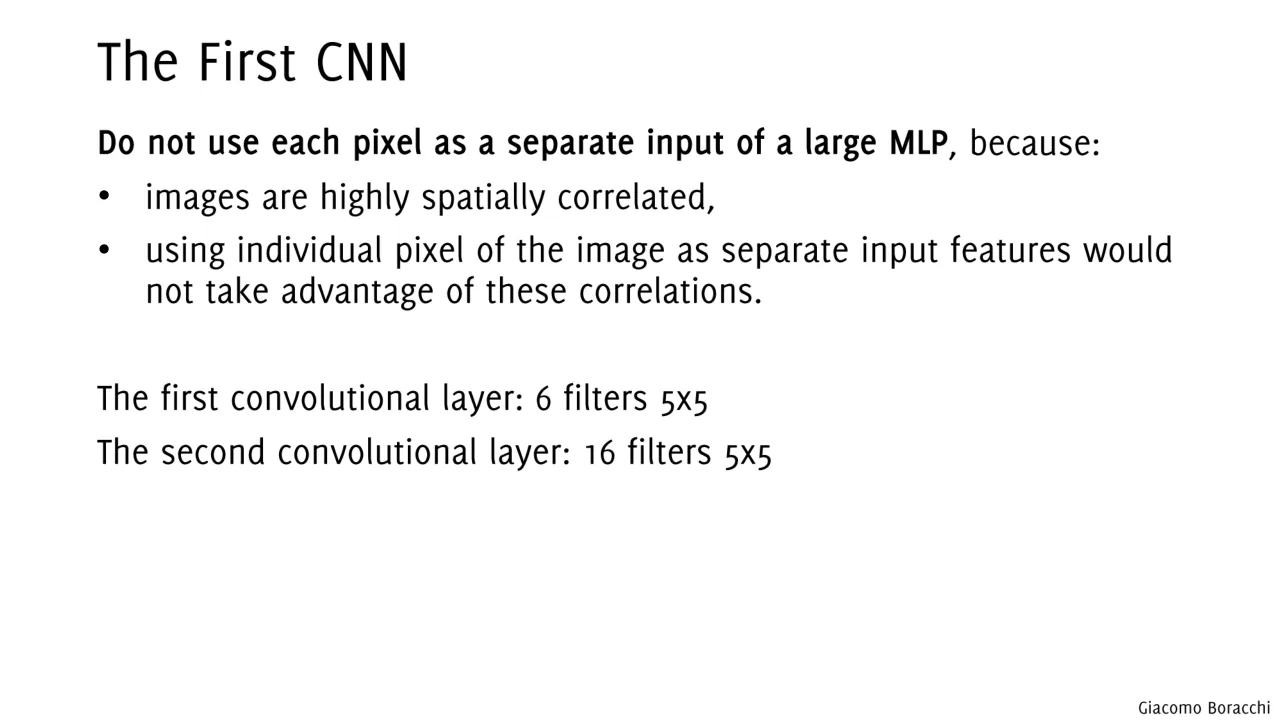 The First CNN
Do not use each pixel as a separate input of a large MLP, because:
• images are highly spatially correlated,
• using individual pixel of the image as separate input features would
not take advantage of these correlations.
The first convolutional layer: 6 filters 5x5
The second convolutional layer: 16 filters 5x5
Giacomo Boracchi